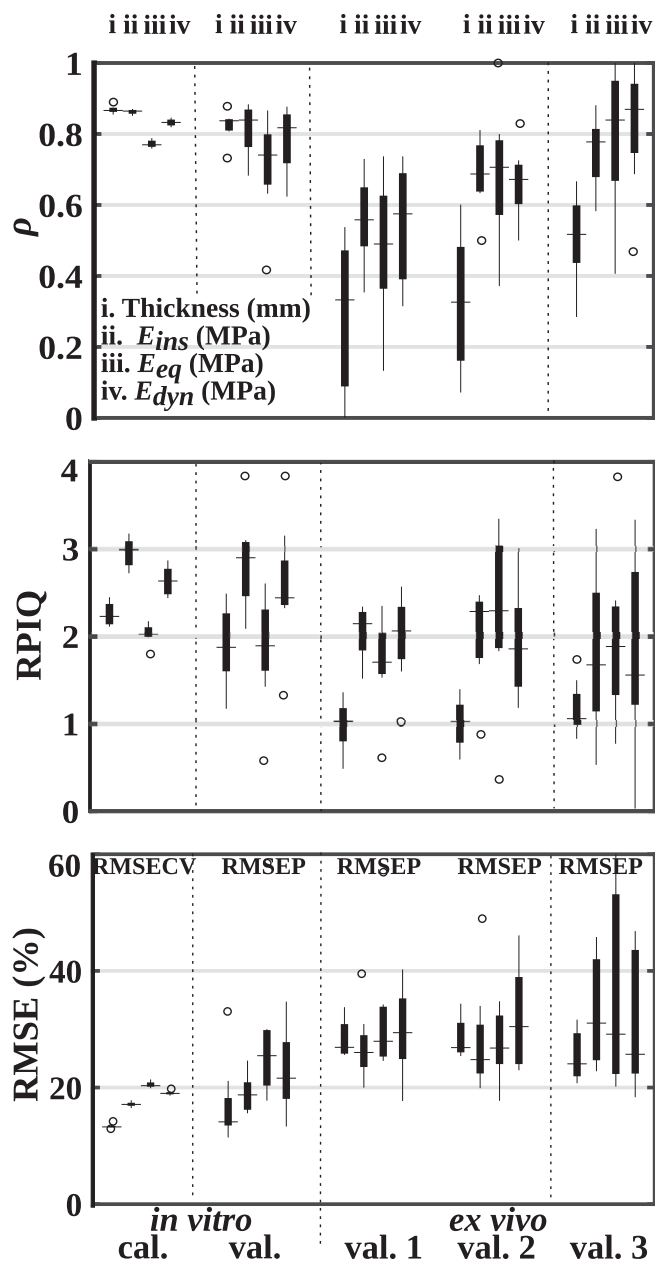 i ii iii iv i ii iii iv i ii iii iv i ii iii iv i ii iii iv
1
0.8
0.6
ρ
0.4
i. Thickness (mm)
ii. Eins (MPa)
0.2
iii. Eeq (MPa)
iv. Edyn (MPa)
0
4
3
RPIQ
2
1
0
60
RMSECV RMSEP RMSEP RMSEP RMSEP
40
RMSE (%)
20
0
in vitro ex vivo
cal. val. val. 1 val. 2 val. 3